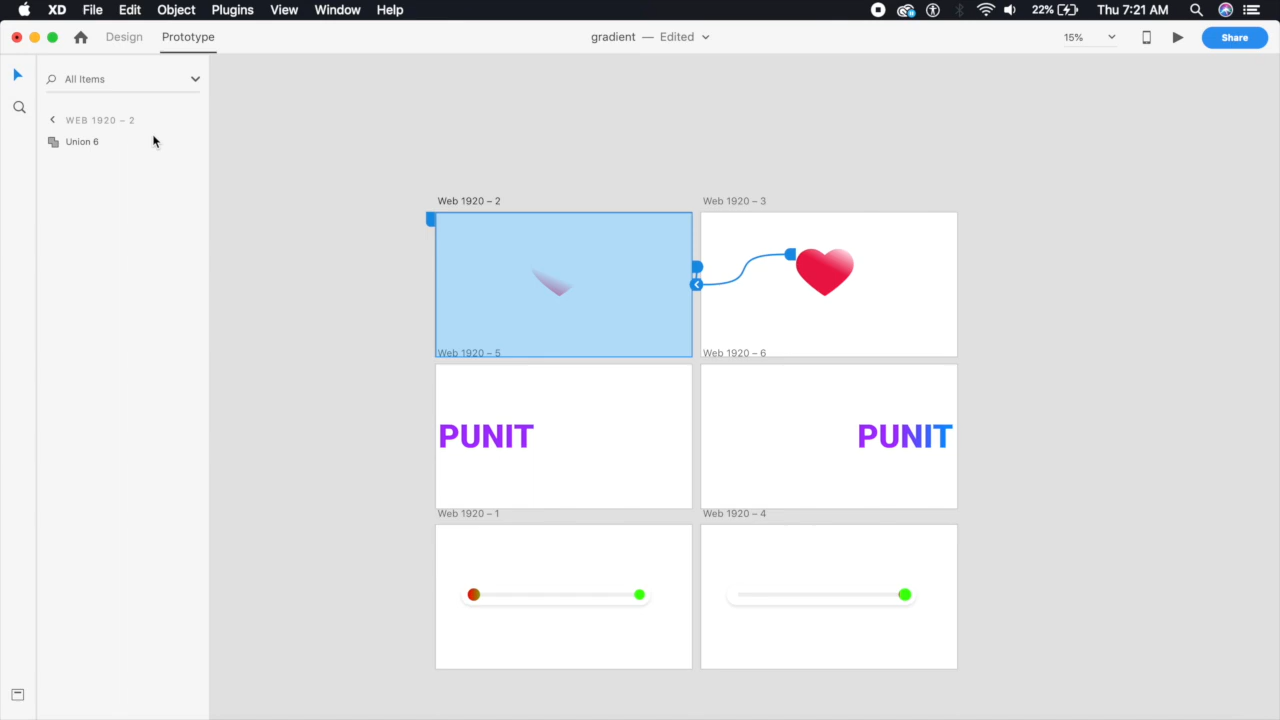 XD File Edit Object Plugins View Window Help 22% Thu 7:21 AM
Design Prototype gradient — Edited 15% Share
All Items
WEB 1920 – 2
Union 6
Web 1920 – 2 Web 1920 – 3
Web 1920 – 5 Web 1920 – 6
PUNIT PUNIT
Web 1920 – 1 Web 1920 – 4